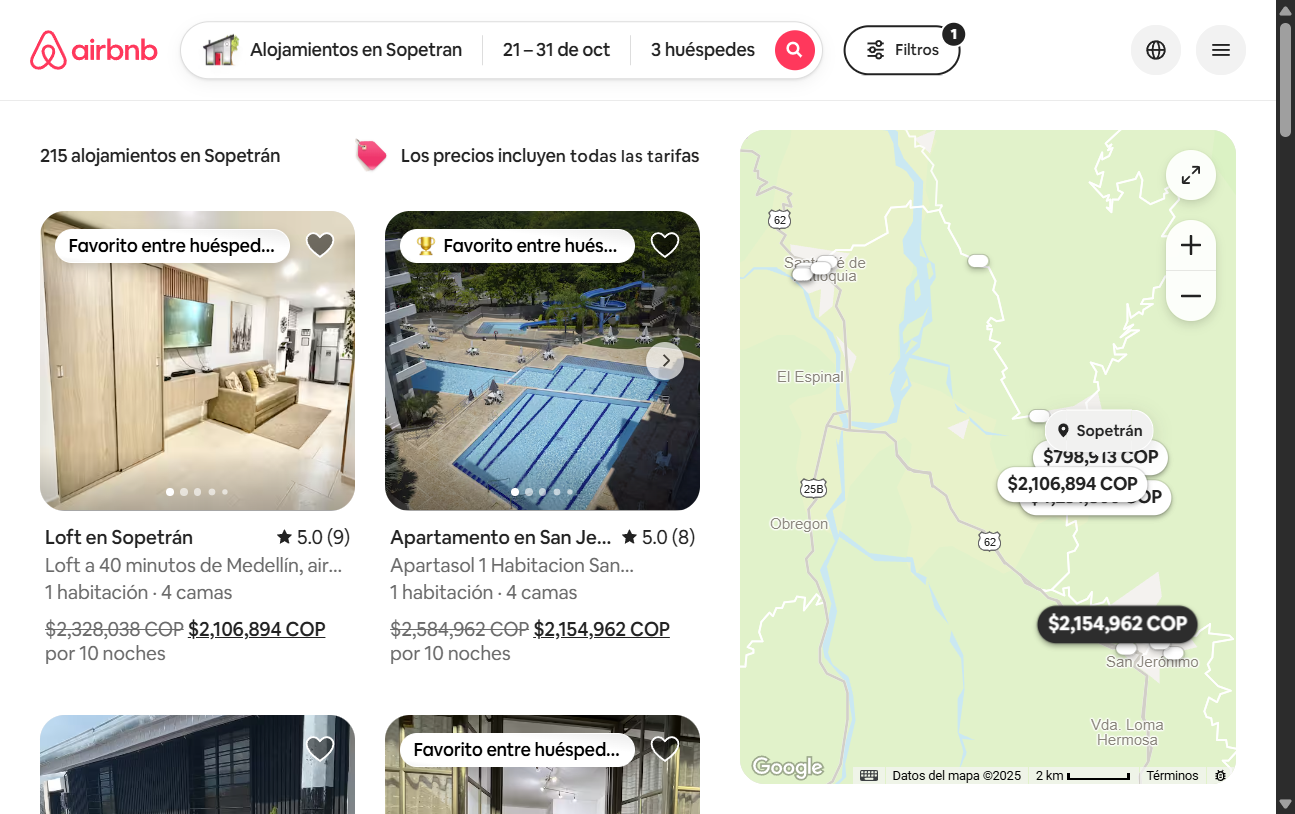 airbnb
Alojamientos en Sopetran
21 – 31 de oct
3 huéspedes
Filtros
1
215 alojamientos en Sopetrán
Los precios incluyen todas las tarifas
Favorito entre huésped...
Favorito entre hués...
Loft en Sopetrán
5.0 (9)
Loft a 40 minutos de Medellín, air...
1 habitación · 4 camas
$2,328,038 COP $2,106,894 COP
por 10 noches
Apartamento en San Je...
5.0 (8)
Apartasol 1 Habitacion San...
1 habitación · 4 camas
$2,584,962 COP $2,154,962 COP
por 10 noches
Favorito entre huésped...
62
El Espinal
Sopetrán
$798,513 COP
$2,106,894 COP
25B
Obregon
62
$2,154,962 COP
San Jerónimo
Vda. Loma
Hermosa
Google
Datos del mapa ©2025
2 km
Términos